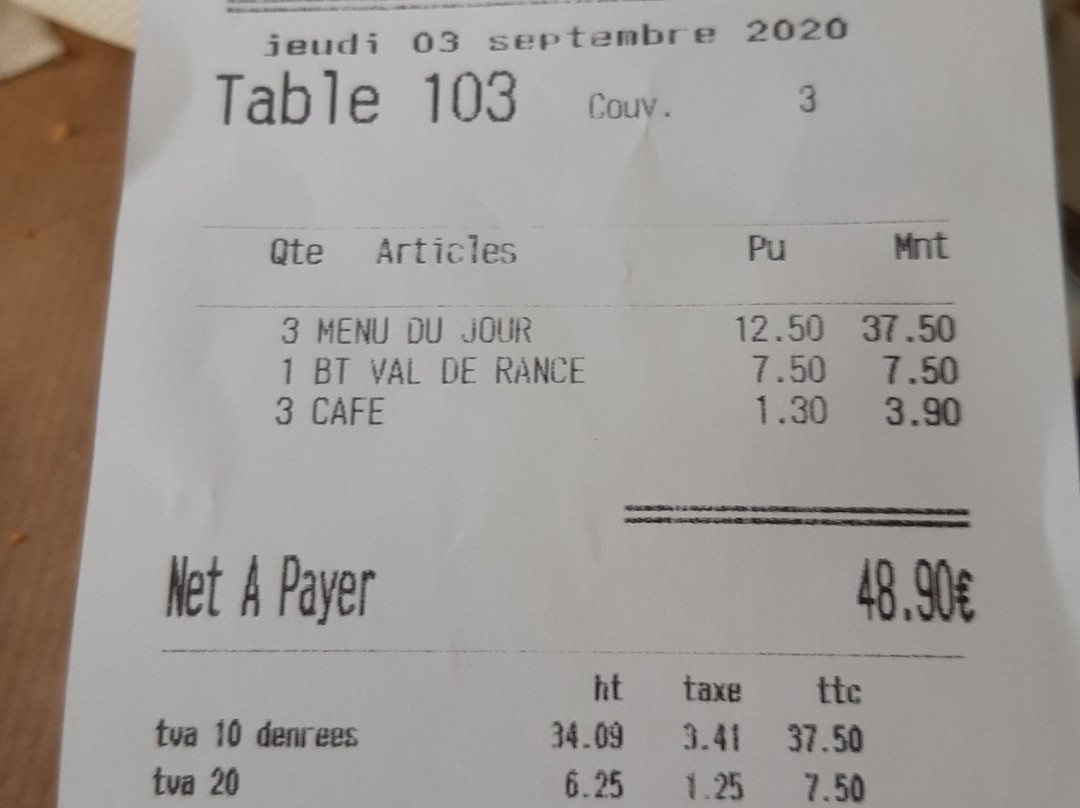 jeudi 03 septembre 2020
Table 103 Couv. 3
Qte Articles Pu Mnt
3 MENU DU JOUR 12.50 37.50
1 BT VAL DE RANCE 7.50 7.50
3 CAFE 1.30 3.90
Net A Payer 48.90€
ht taxe ttc
tva 10 denrees 34.09 3.41 37.50
tva 20 6.25 1.25 7.50